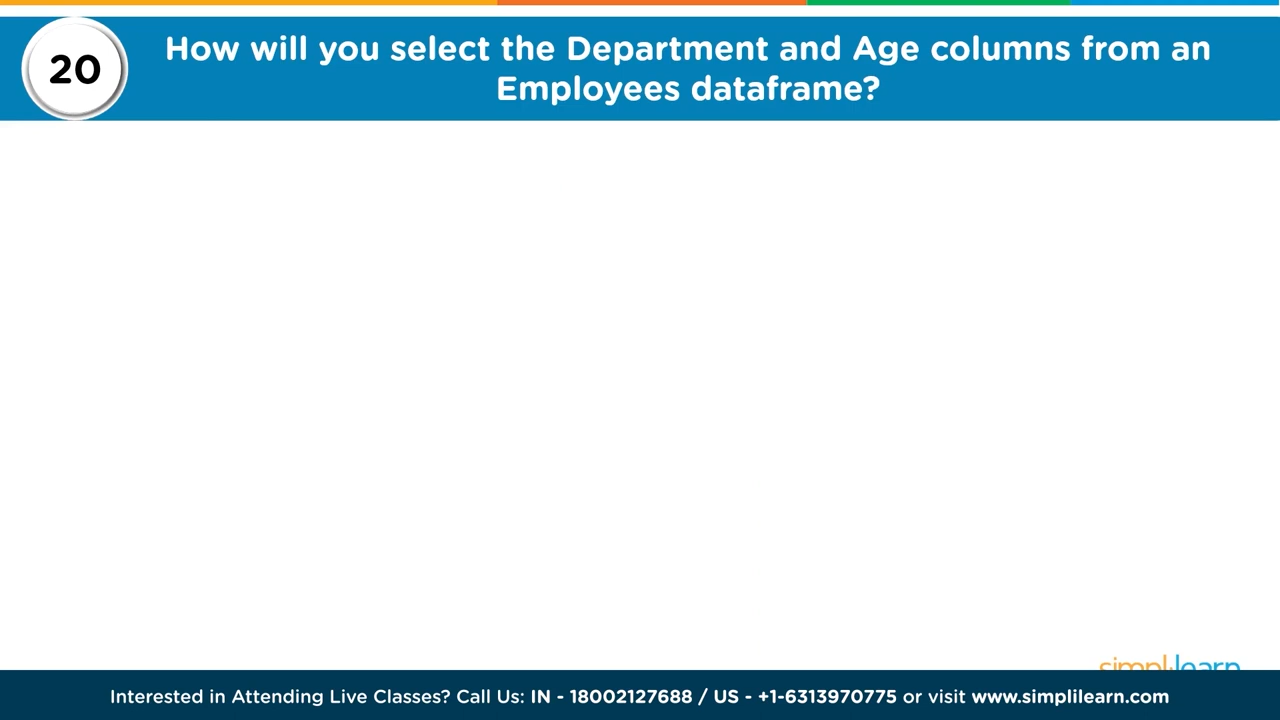 20
How will you select the Department and Age columns from an
Employees dataframe?
simplilearn
Interested in Attending Live Classes? Call Us: IN - 18002127688 / US - +1-6313970775 or visit www.simplilearn.com